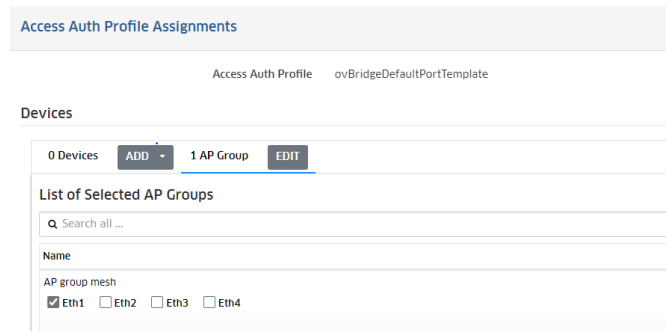 Access Auth Profile Assignments
Access Auth Profile ovBridgeDefaultPortTemplate
Devices
0 Devices ADD 1 AP Group EDIT
List of Selected AP Groups
Search all ...
Name
AP group mesh
Eth1 Eth2 Eth3 Eth4